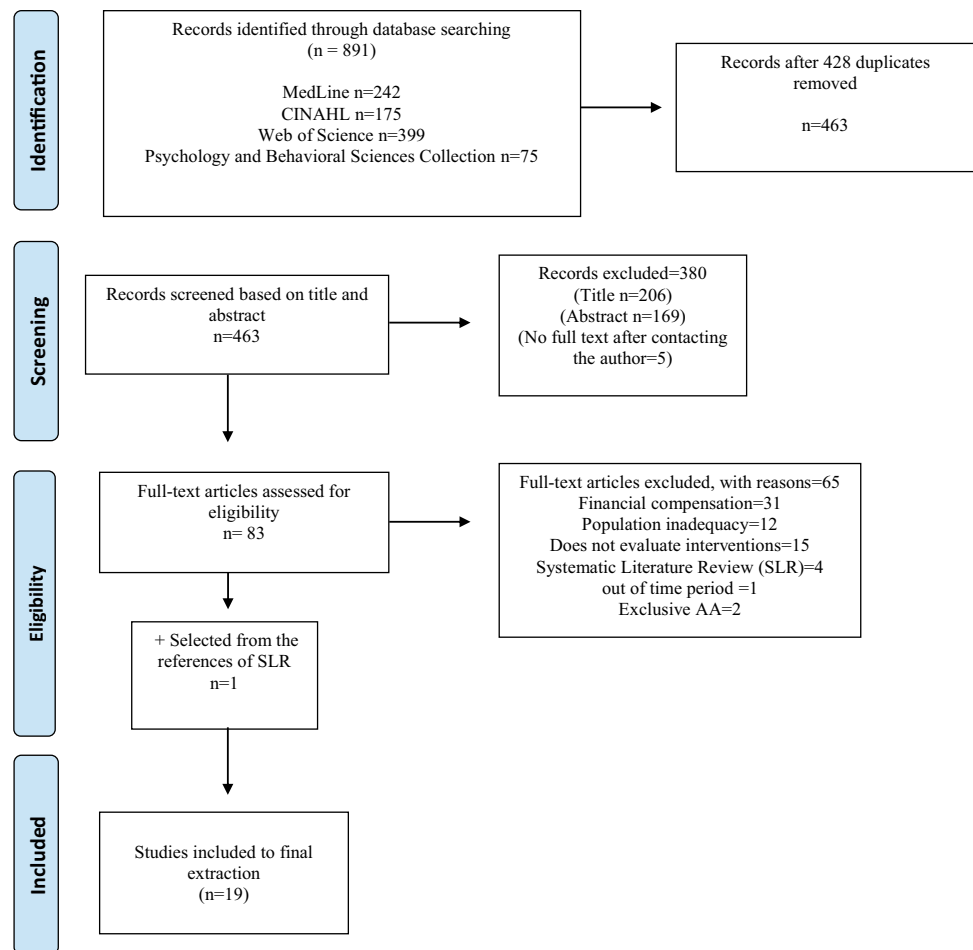 Identification
Records identified through database searching
(n = 891)
MedLine n=242
CINAHL n=175
Web of Science n=399
Psychology and Behavioral Sciences Collection n=75
Records after 428 duplicates
removed
n=463
Screening
Records screened based on title and
abstract
n=463
Records excluded=380
(Title n=206)
(Abstract n=169)
(No full text after contacting
the author=5)
Eligibility
Full-text articles assessed for
eligibility
n= 83
Full-text articles excluded, with reasons=65
Financial compensation=31
Population inadequacy=12
Does not evaluate interventions=15
Systematic Literature Review (SLR)=4
out of time period =1
Exclusive AA=2
+ Selected from the
references of SLR
n=1
Included
Studies included to final
extraction
(n=19)